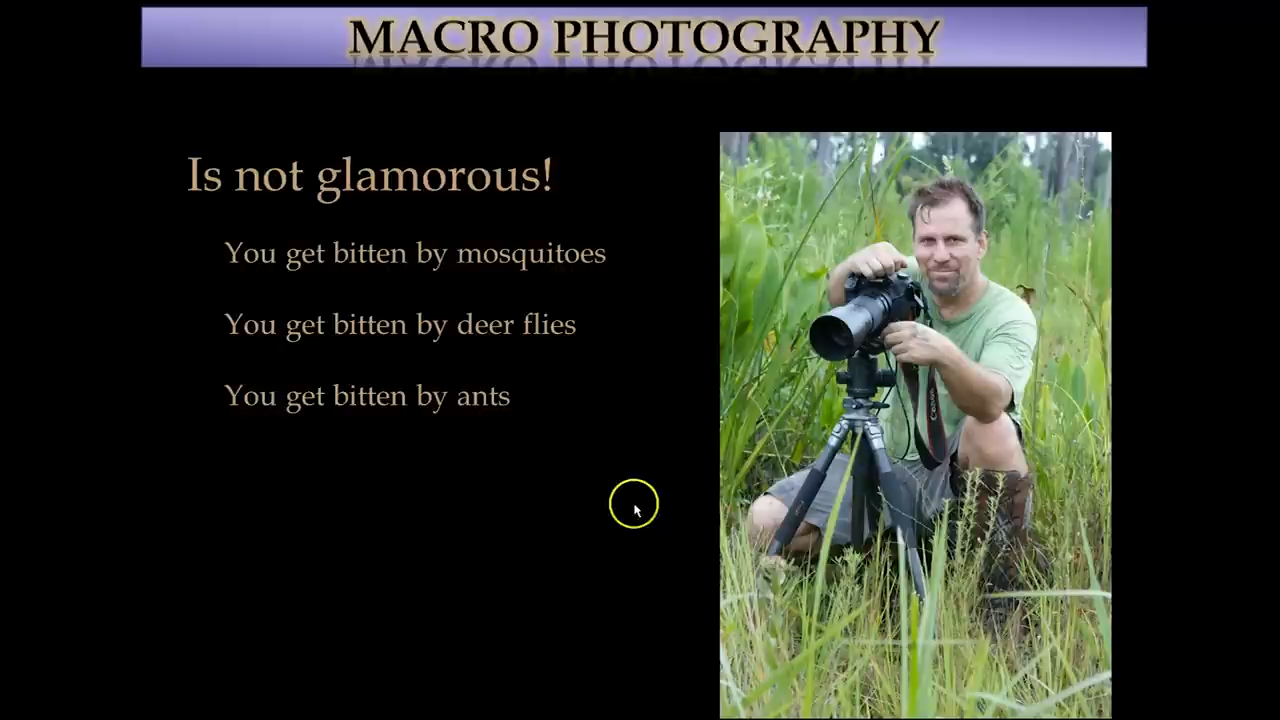 MACRO PHOTOGRAPHY
Is not glamorous!
You get bitten by mosquitoes
You get bitten by deer flies
You get bitten by ants
Canon